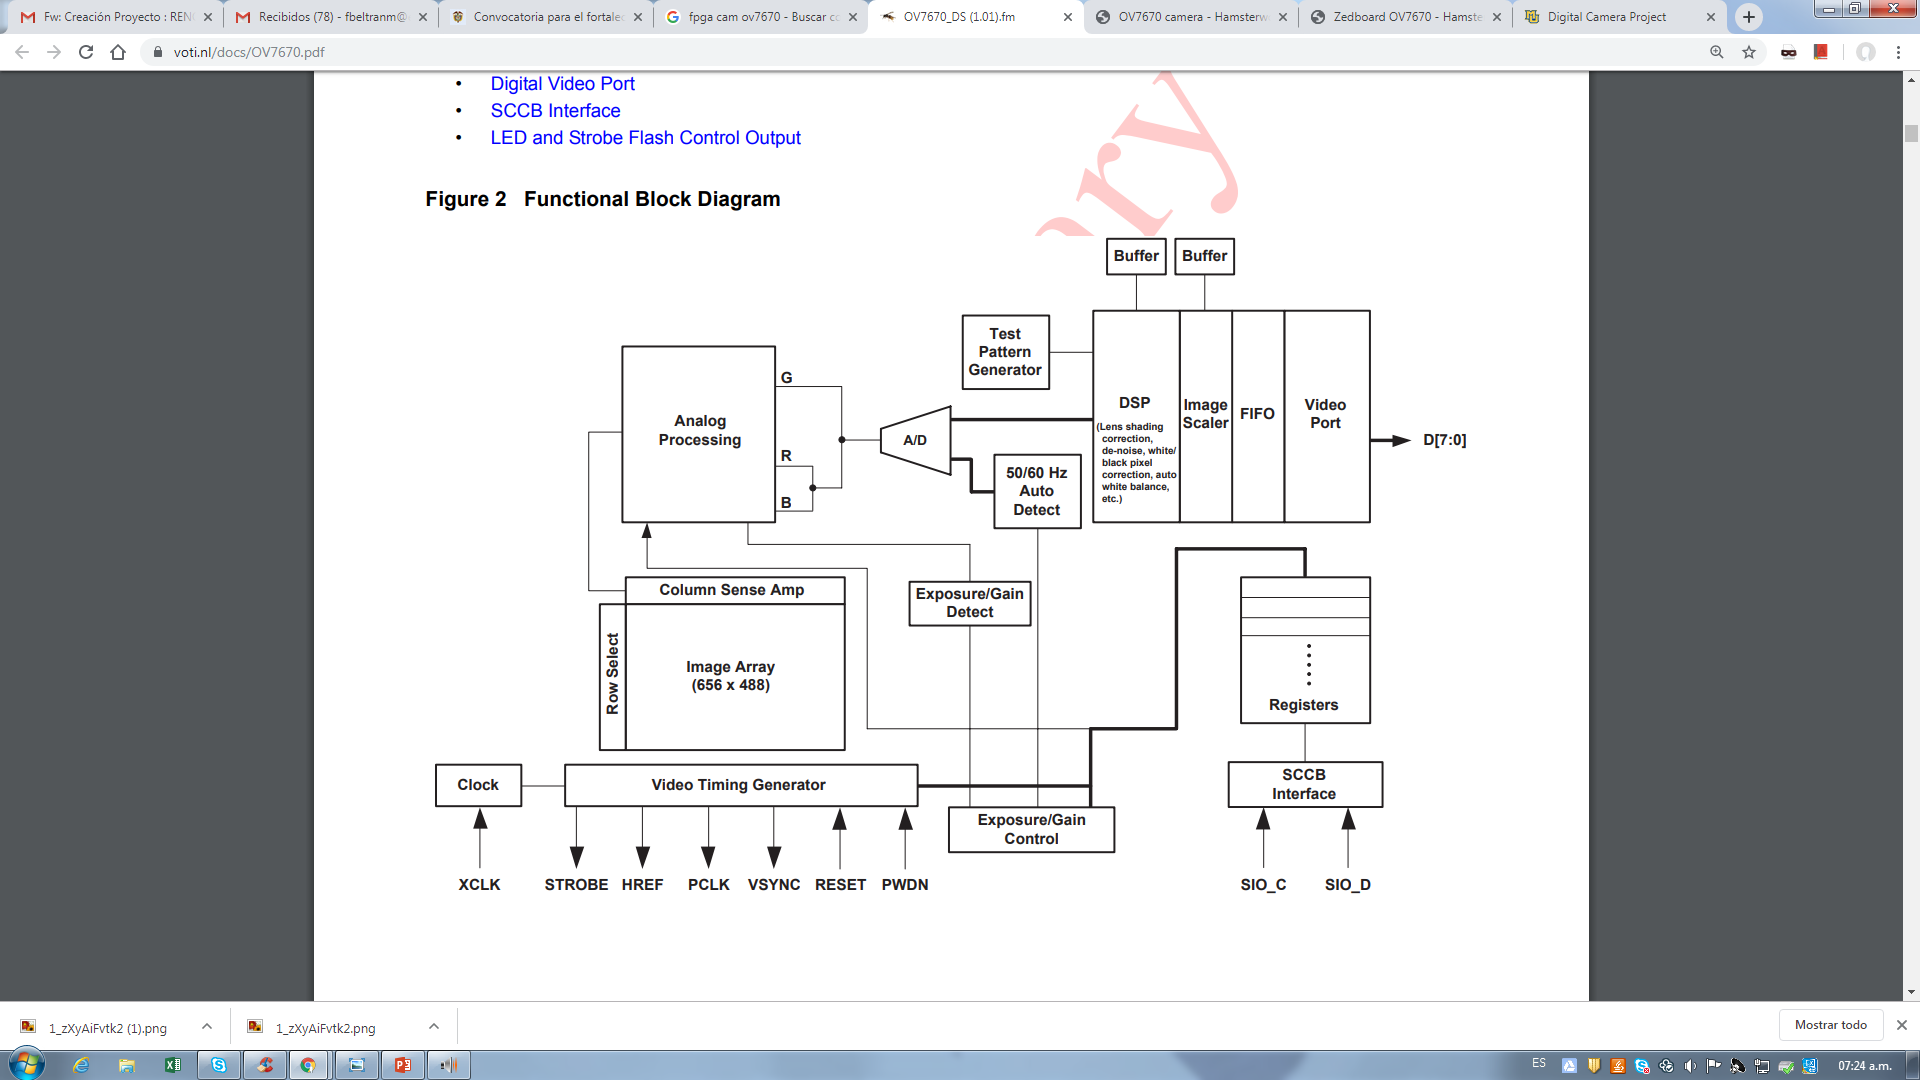 Fw: Creación Proyecto : REN
Recibidos (78) - fbeltranm@
Convocatoria para el fortale
fpga cam ov7670 - Buscar c
OV7670_DS (1.01).fm
OV7670 camera - Hamsterw
Zedboard OV7670 - Hamste
Digital Camera Project
voti.nl/docs/OV7670.pdf
• Digital Video Port
• SCCB Interface
• LED and Strobe Flash Control Output
ry
Figure 2 Functional Block Diagram
Buffer
Buffer
Test
Pattern
Generator
G
Analog
Processing
R
B
A/D
50/60 Hz
Auto
Detect
DSP
(Lens shading
correction,
de-noise, white/
black pixel
correction, auto
white balance,
etc.)
Image
Scaler
FIFO
Video
Port
D[7:0]
Column Sense Amp
Exposure/Gain
Detect
Row Select
Image Array
(656 x 488)
Registers
Clock
Video Timing Generator
SCCB
Interface
Exposure/Gain
Control
XCLK
STROBE
HREF
PCLK
VSYNC
RESET
PWDN
SIO_C
SIO_D
1_zXyAiFvtk2 (1).png
1_zXyAiFvtk2.png
Mostrar todo
ES
07:24 a.m.